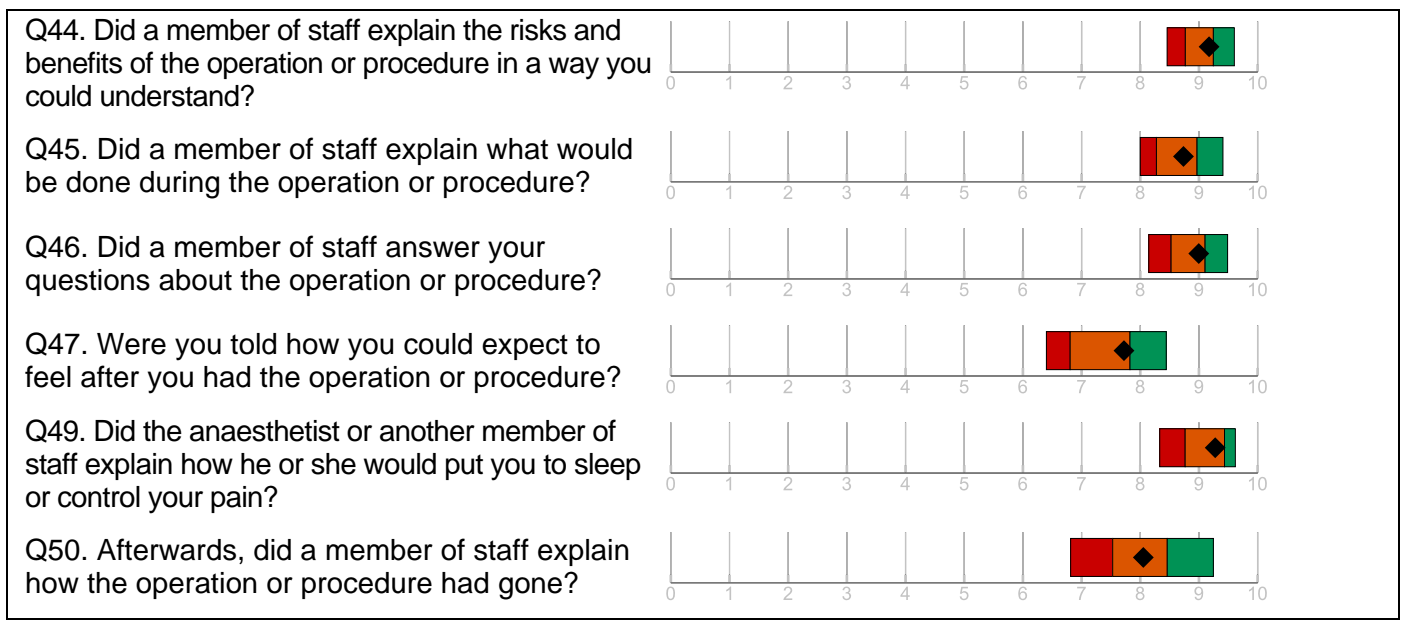 Q44. Did a member of staff explain the risks and
benefits of the operation or procedure in a way you
could understand?
0 1 2 3 4 5 6 7 8 9 10
Q45. Did a member of staff explain what would
be done during the operation or procedure?
0 1 2 3 4 5 6 7 8 9 10
Q46. Did a member of staff answer your
questions about the operation or procedure?
0 1 2 3 4 5 6 7 8 9 10
Q47. Were you told how you could expect to
feel after you had the operation or procedure?
0 1 2 3 4 5 6 7 8 9 10
Q49. Did the anaesthetist or another member of
staff explain how he or she would put you to sleep
or control your pain?
0 1 2 3 4 5 6 7 8 9 10
Q50. Afterwards, did a member of staff explain
how the operation or procedure had gone?
0 1 2 3 4 5 6 7 8 9 10